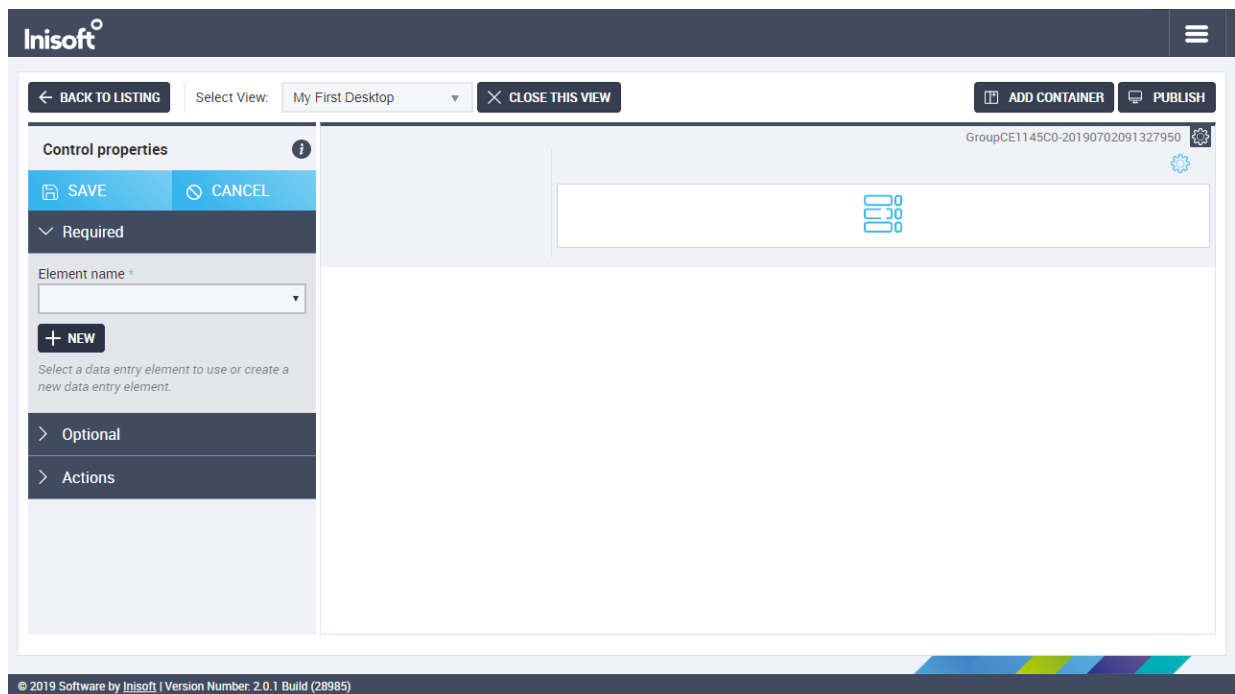 Inisoft
BACK TO LISTING
Select View:
My First Desktop
CLOSE THIS VIEW
ADD CONTAINER
PUBLISH
Control properties
GroupCE1145C0-20190702091327950
SAVE
CANCEL
Required
Element name *
NEW
Select a data entry element to use or create a
new data entry element.
Optional
Actions
© 2019 Software by Inisoft | Version Number: 2.0.1 Build (28985)